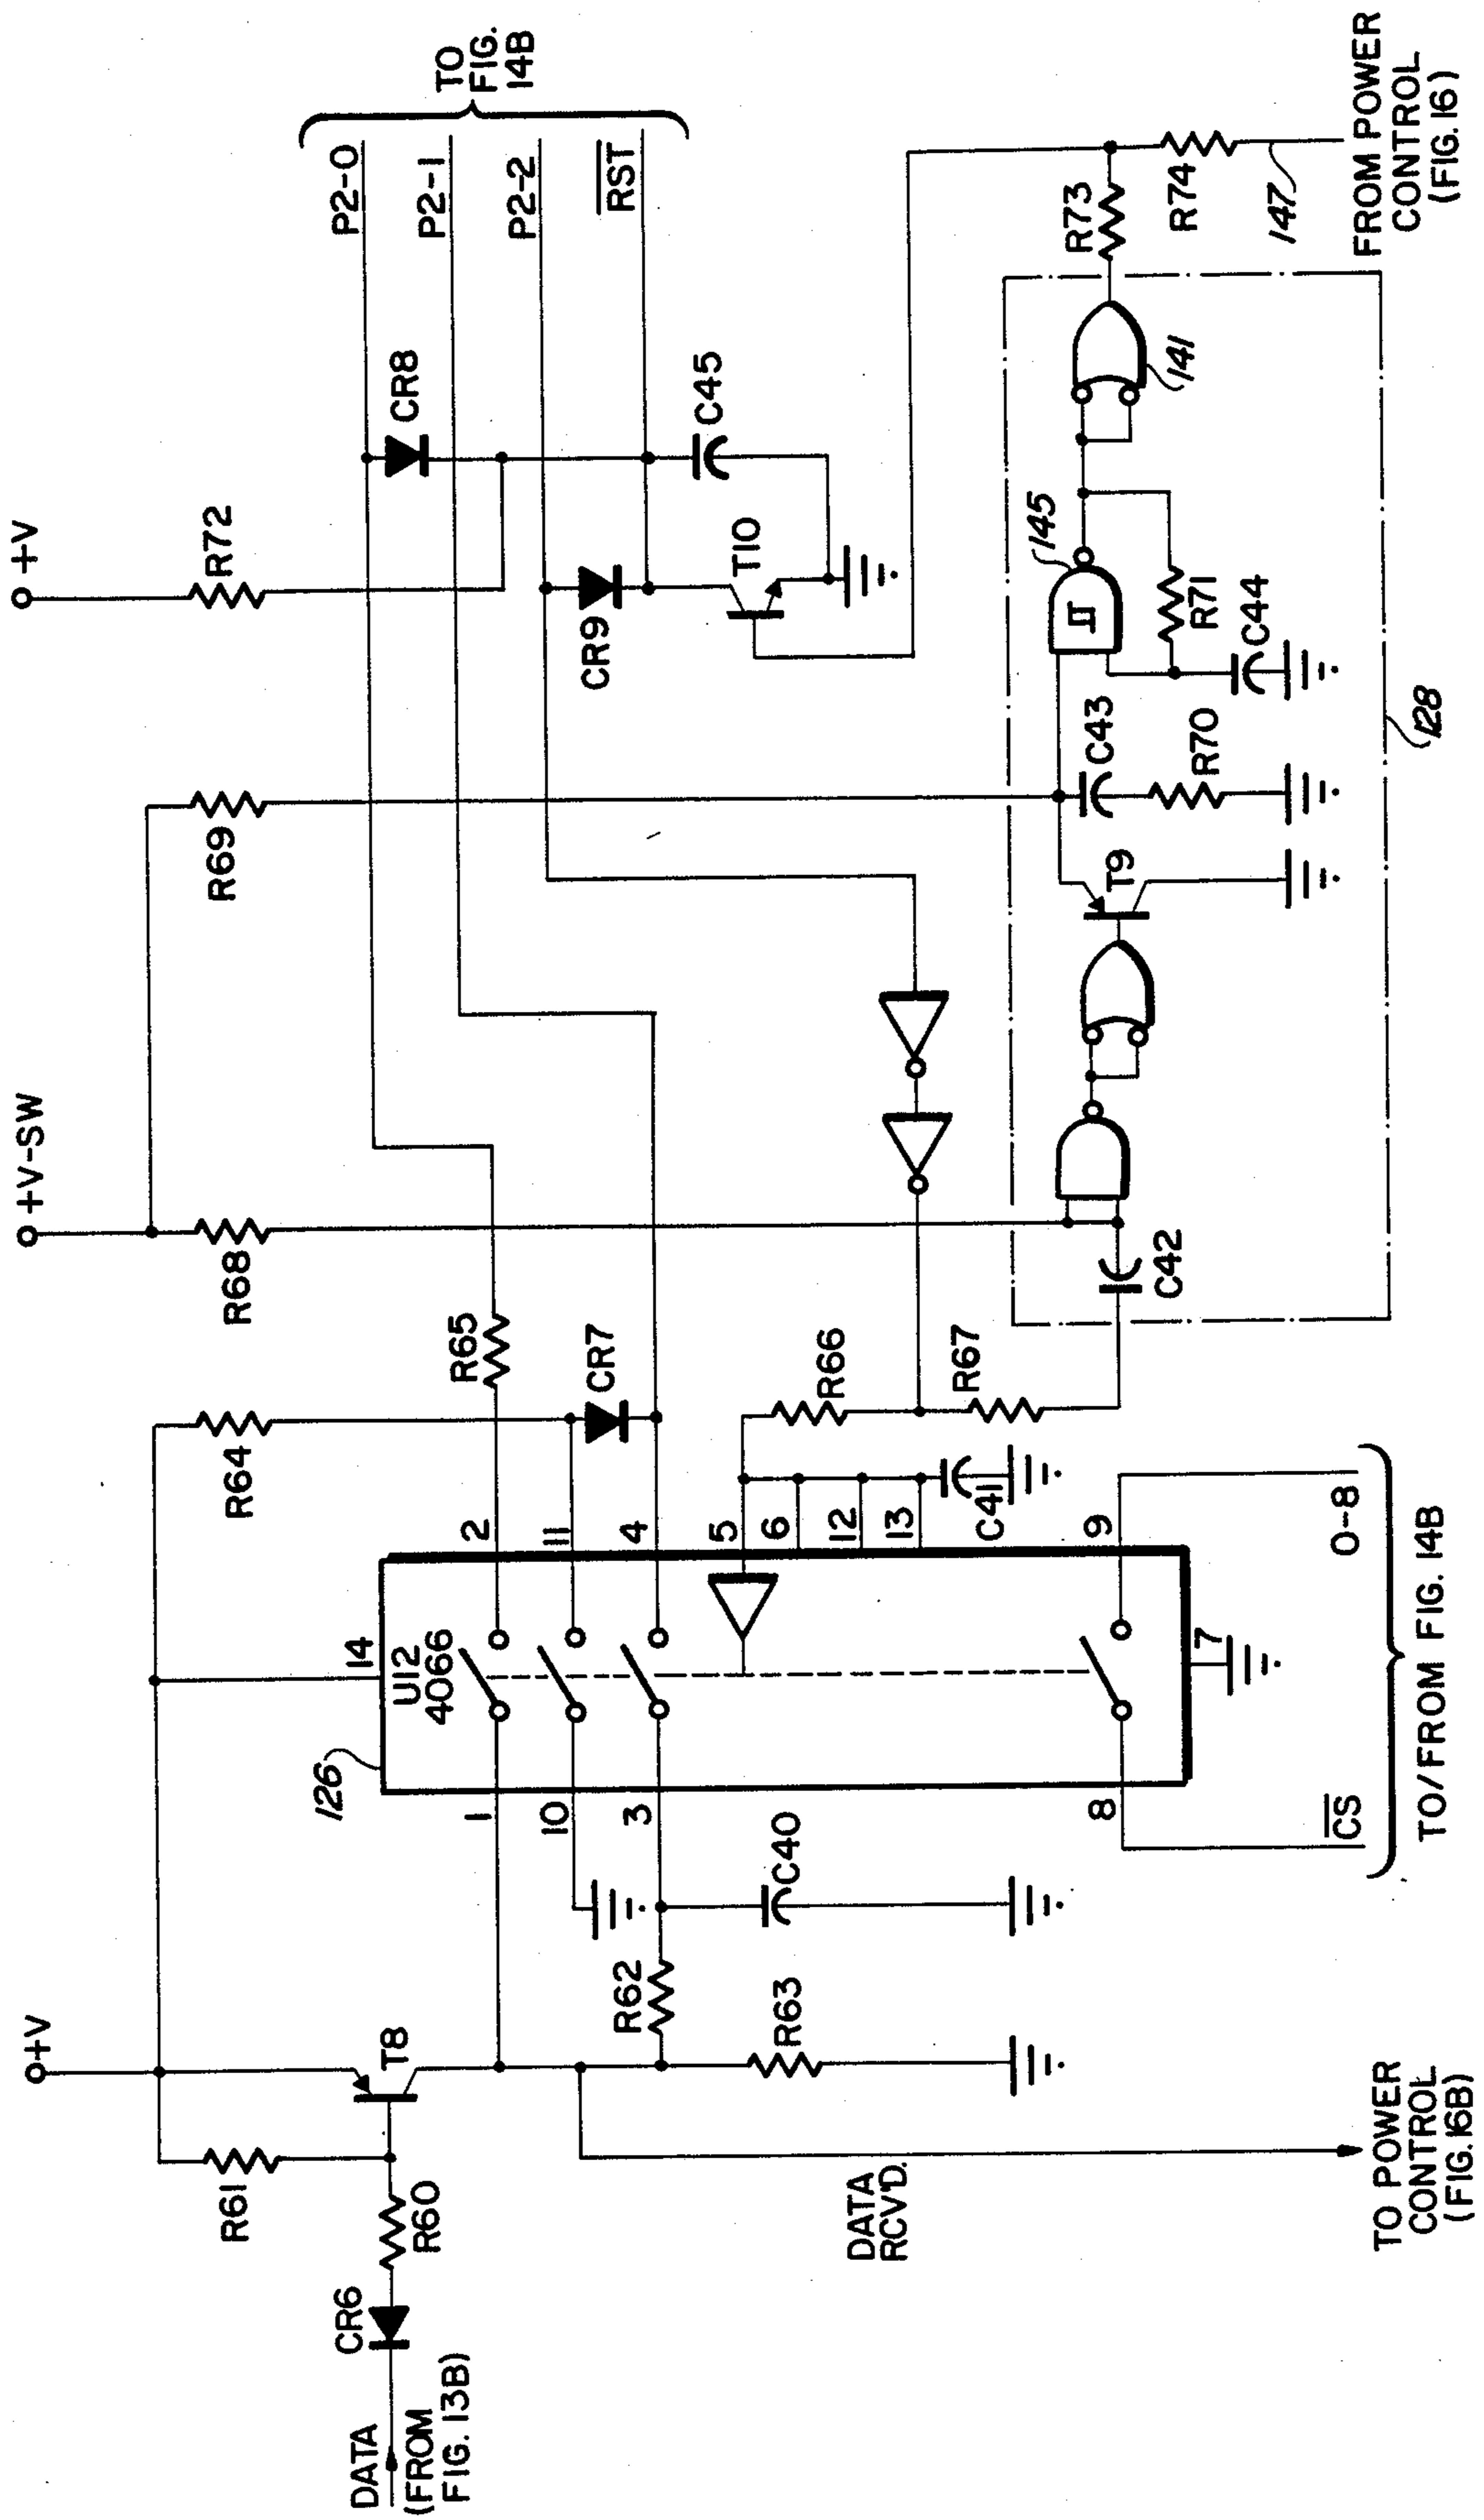 +V
+V-SW
+V
R61
R64
R68
R69
R72
DATA
(FROM
FIG. 13B)
CR6
R60
T8
126
14
U12
4066
1
2
10
11
3
4
5
6
12
13
8
9
7
R62
R63
C40
C41
R65
CR7
R66
R67
P2-0
P2-1
P2-2
RST
TO
FIG.
14B
CR8
CR9
C45
T10
DATA
RCV'D.
TO POWER
CONTROL
(FIG.16B)
CS
0-8
TO/FROM FIG. 14B
C42
T9
C43
R70
145
R71
C44
141
128
R73
R74
147
FROM POWER
CONTROL
(FIG.16)